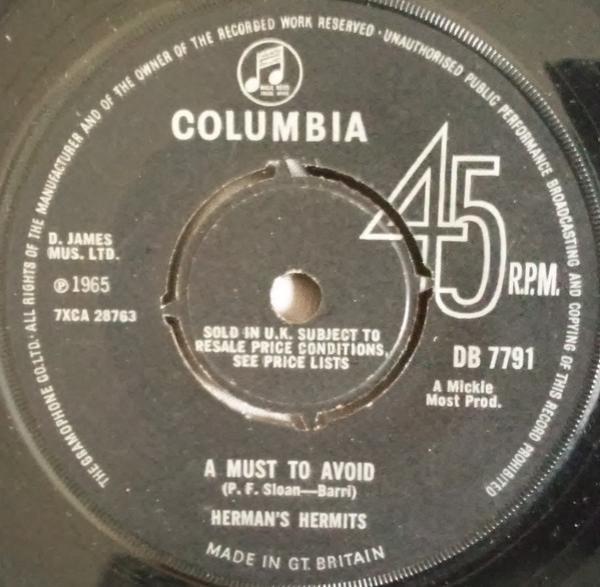 THE GRAMOPHONE CO. LTD · ALL RIGHTS OF THE MANUFACTURER AND OF THE OWNER OF THE RECORDED WORK RESERVED · UNAUTHORISED PUBLIC PERFORMANCE BROADCASTING AND COPYING OF THIS RECORD PROHIBITED
COLUMBIA
45
R.P.M.
D. JAMES
MUS. LTD.
℗1965
7XCA 28763
SOLD IN U.K. SUBJECT TO
RESALE PRICE CONDITIONS,
SEE PRICE LISTS
DB 7791
A Mickie
Most Prod.
A MUST TO AVOID
(P. F. Sloan—Barri)
HERMAN'S HERMITS
MADE IN GT. BRITAIN